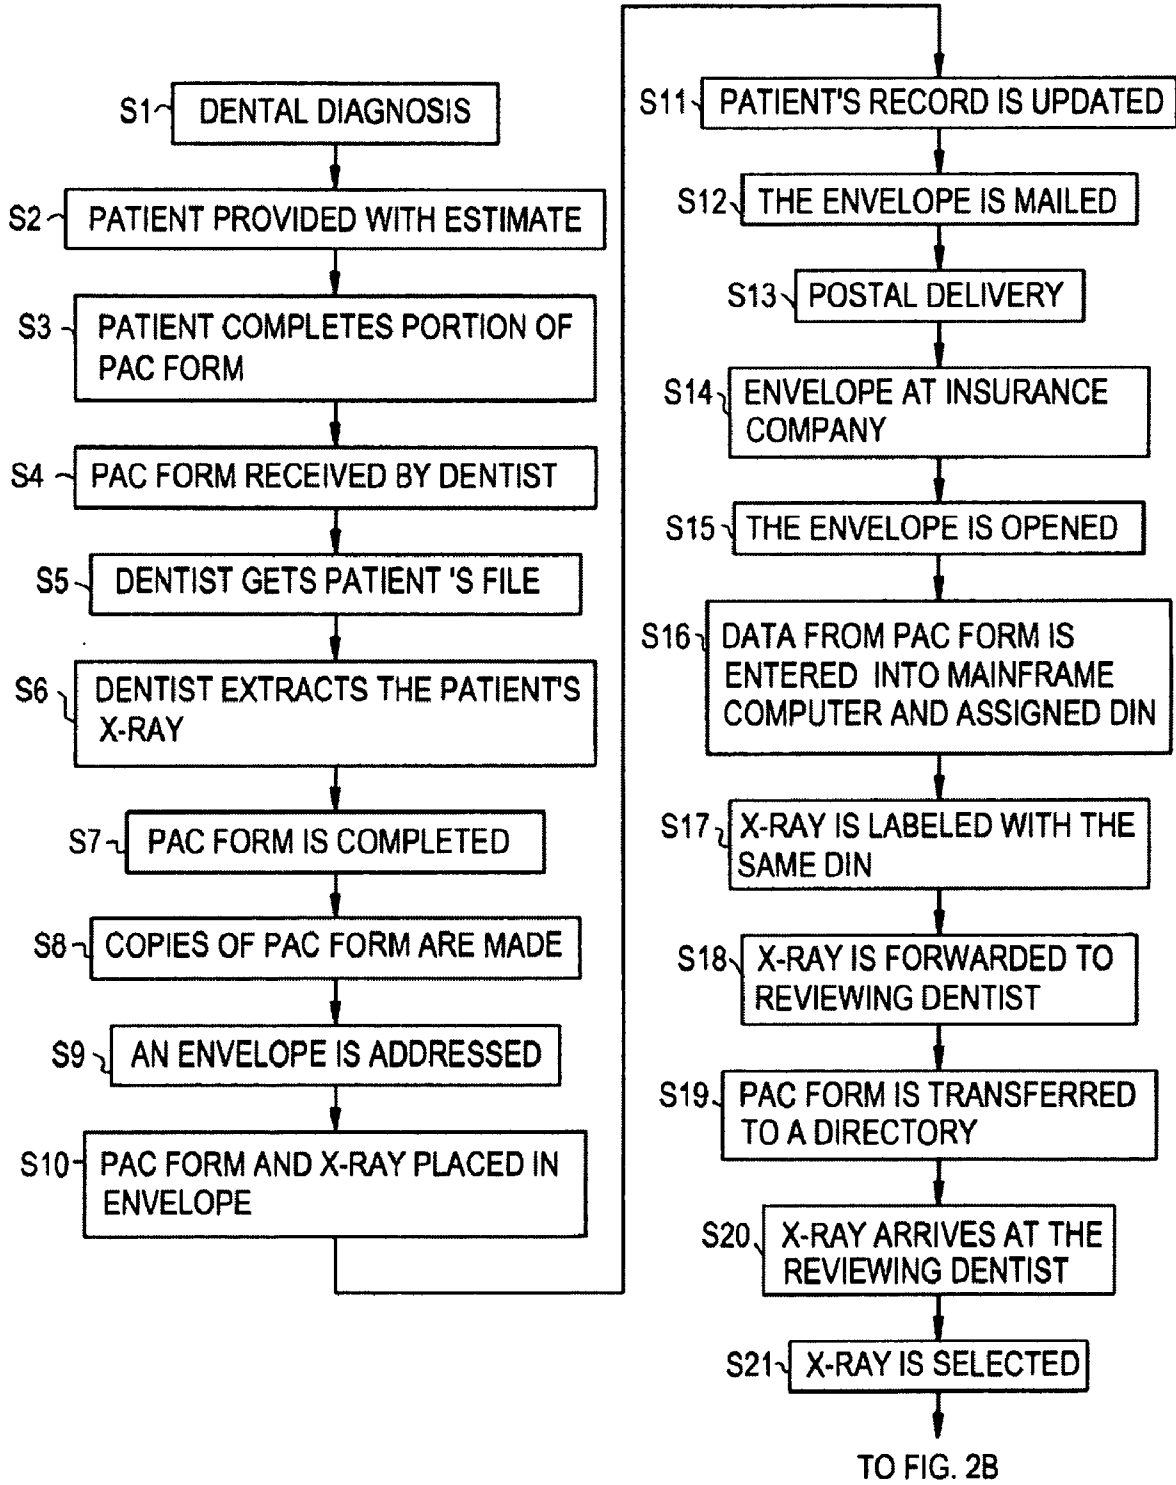 S1 DENTAL DIAGNOSIS
S2 PATIENT PROVIDED WITH ESTIMATE
S3 PATIENT COMPLETES PORTION OF
PAC FORM
S4 PAC FORM RECEIVED BY DENTIST
S5 DENTIST GETS PATIENT 'S FILE
S6 DENTIST EXTRACTS THE PATIENT'S
X-RAY
S7 PAC FORM IS COMPLETED
S8 COPIES OF PAC FORM ARE MADE
S9 AN ENVELOPE IS ADDRESSED
S10 PAC FORM AND X-RAY PLACED IN
ENVELOPE
S11 PATIENT'S RECORD IS UPDATED
S12 THE ENVELOPE IS MAILED
S13 POSTAL DELIVERY
S14 ENVELOPE AT INSURANCE
COMPANY
S15 THE ENVELOPE IS OPENED
S16 DATA FROM PAC FORM IS
ENTERED INTO MAINFRAME
COMPUTER AND ASSIGNED DIN
S17 X-RAY IS LABELED WITH THE
SAME DIN
S18 X-RAY IS FORWARDED TO
REVIEWING DENTIST
S19 PAC FORM IS TRANSFERRED
TO A DIRECTORY
S20 X-RAY ARRIVES AT THE
REVIEWING DENTIST
S21 X-RAY IS SELECTED
TO FIG. 2B